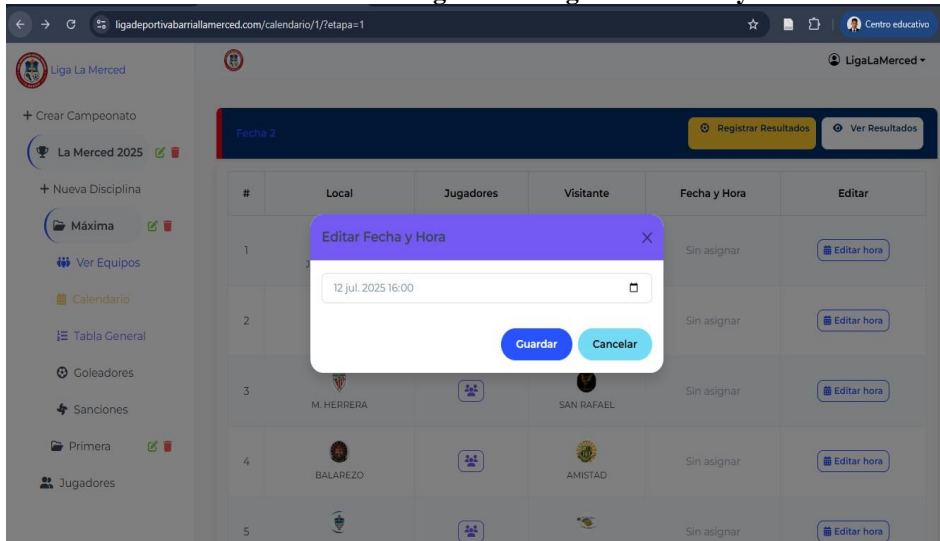 ligadeportivabarriallamerced.com/calendario/1/?etapa=1
Centro educativo
Liga La Merced
LigaLaMerced
+ Crear Campeonato
La Merced 2025
+ Nueva Disciplina
Máxima
Ver Equipos
Calendario
Tabla General
Goleadores
Sanciones
Primera
Jugadores
Fecha 2
Registrar Resultados
Ver Resultados
# Local Jugadores Visitante Fecha y Hora Editar
1 Sin asignar Editar hora
Editar Fecha y Hora
12 jul. 2025 16:00
Guardar Cancelar
2 Sin asignar Editar hora
3 M. HERRERA SAN RAFAEL Sin asignar Editar hora
4 BALAREZO AMISTAD Sin asignar Editar hora
5 Sin asignar Editar hora